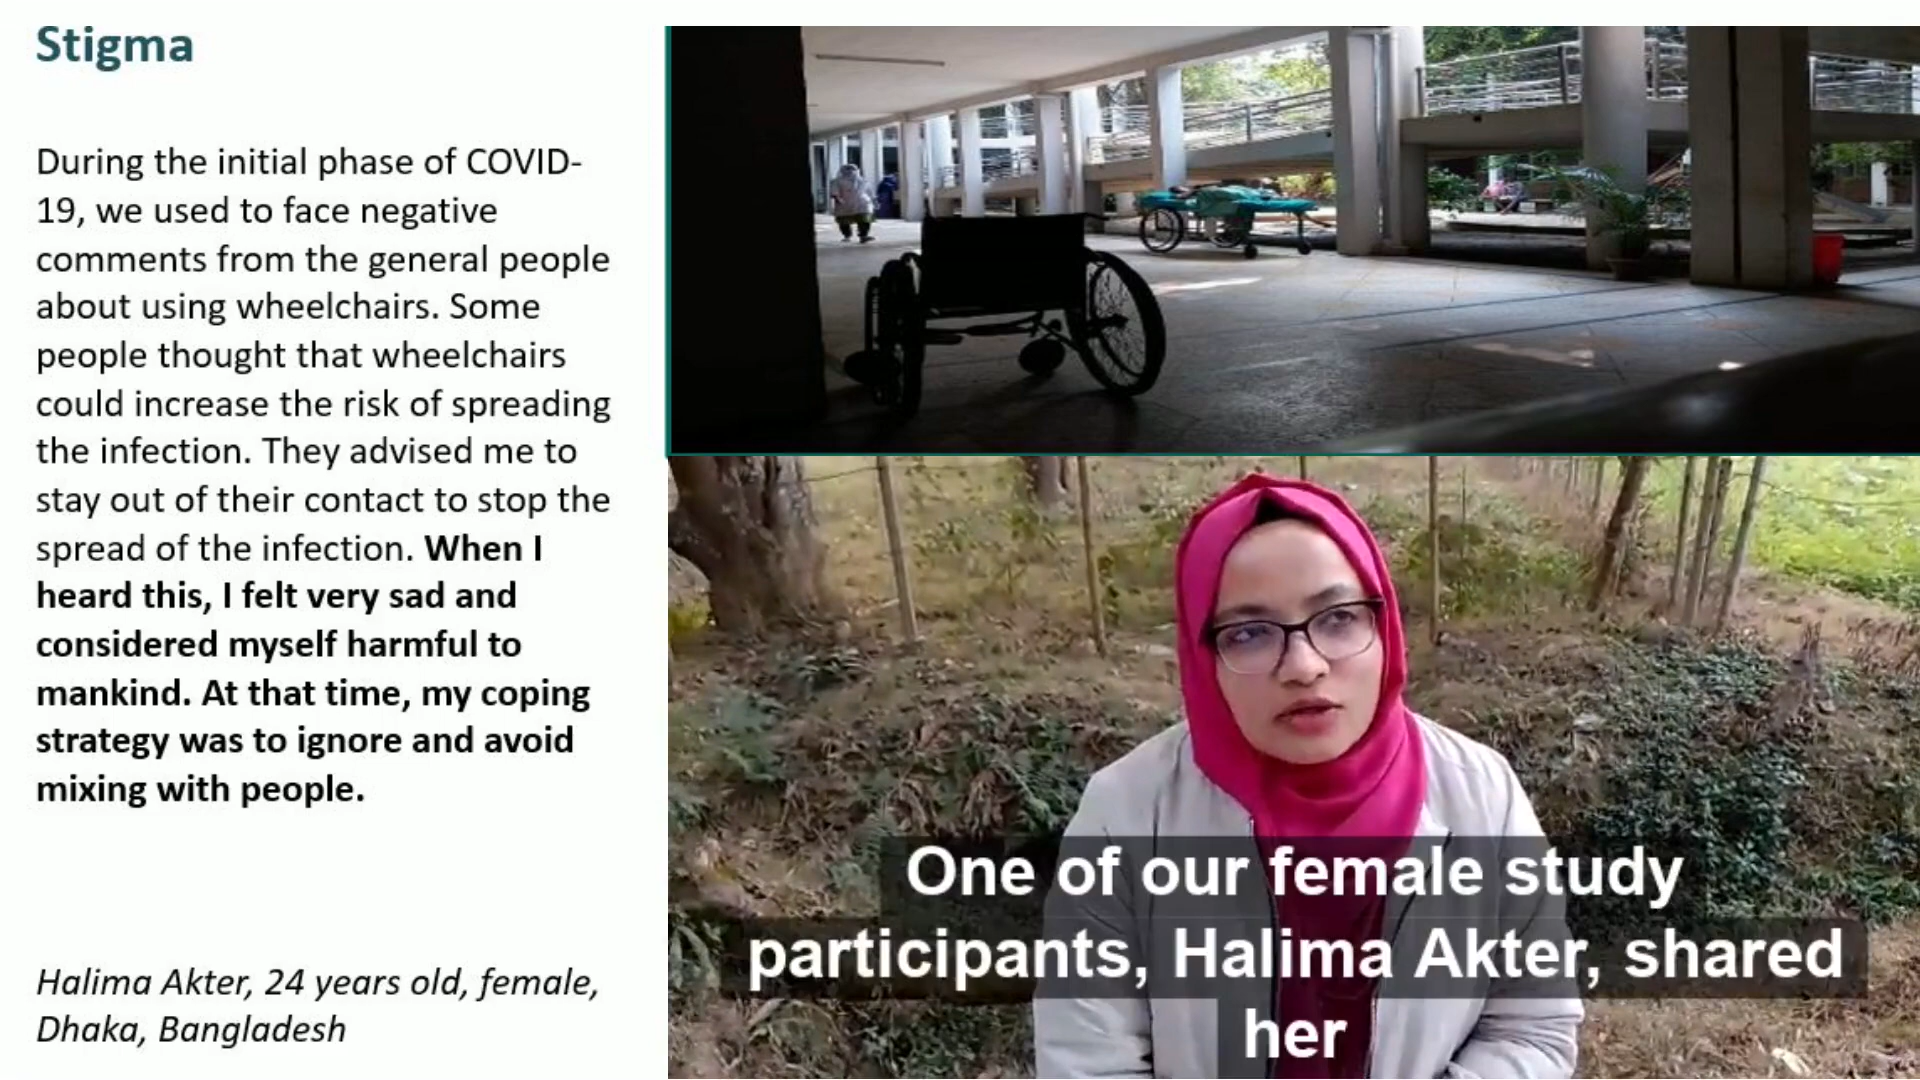 Stigma
During the initial phase of COVID-
19, we used to face negative
comments from the general people
about using wheelchairs. Some
people thought that wheelchairs
could increase the risk of spreading
the infection. They advised me to
stay out of their contact to stop the
spread of the infection. When I
heard this, I felt very sad and
considered myself harmful to
mankind. At that time, my coping
strategy was to ignore and avoid
mixing with people.
Halima Akter, 24 years old, female,
Dhaka, Bangladesh
One of our female study
participants, Halima Akter, shared
her